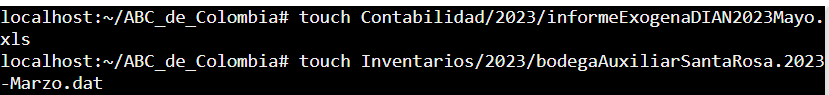 localhost:~/ABC_de_Colombia# touch Contabilidad/2023/informeExogenaDIAN2023Mayo.
xls
localhost:~/ABC_de_Colombia# touch Inventarios/2023/bodegaAuxiliarSantaRosa.2023
-Marzo.dat